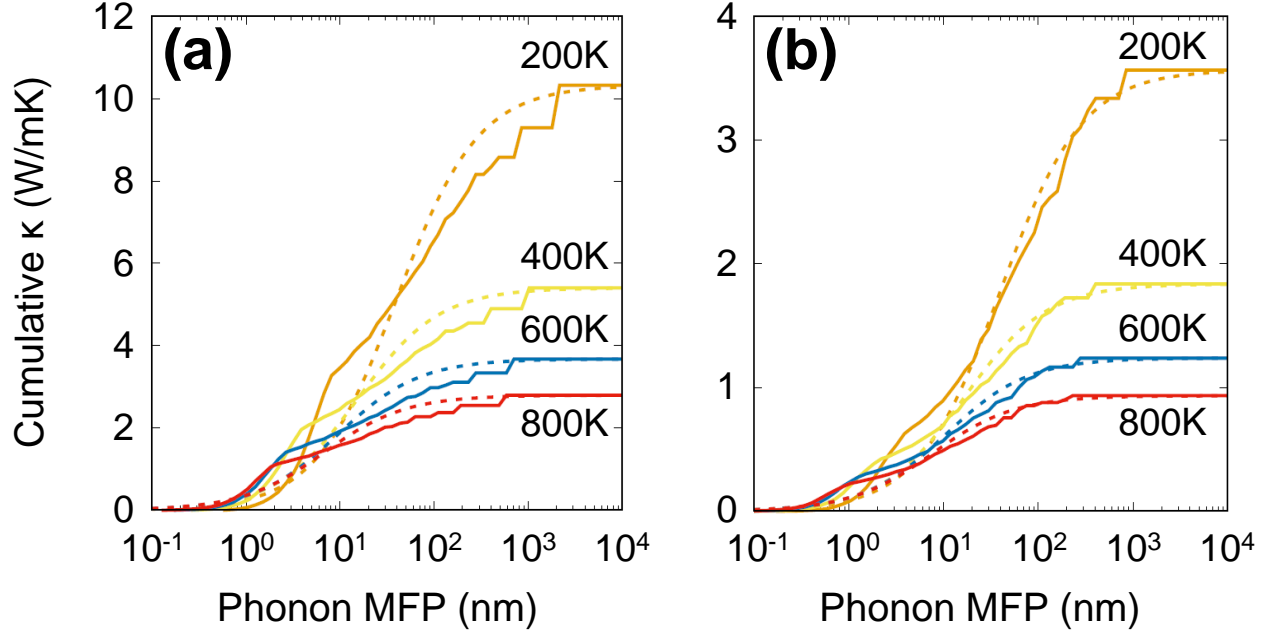 (a)
12
10
8
6
4
2
0
Cumulative κ (W/mK)
200K
400K
600K
800K
10⁻¹ 10⁰ 10¹ 10² 10³ 10⁴
Phonon MFP (nm)
(b)
4
3
2
1
0
200K
400K
600K
800K
10⁻¹ 10⁰ 10¹ 10² 10³ 10⁴
Phonon MFP (nm)